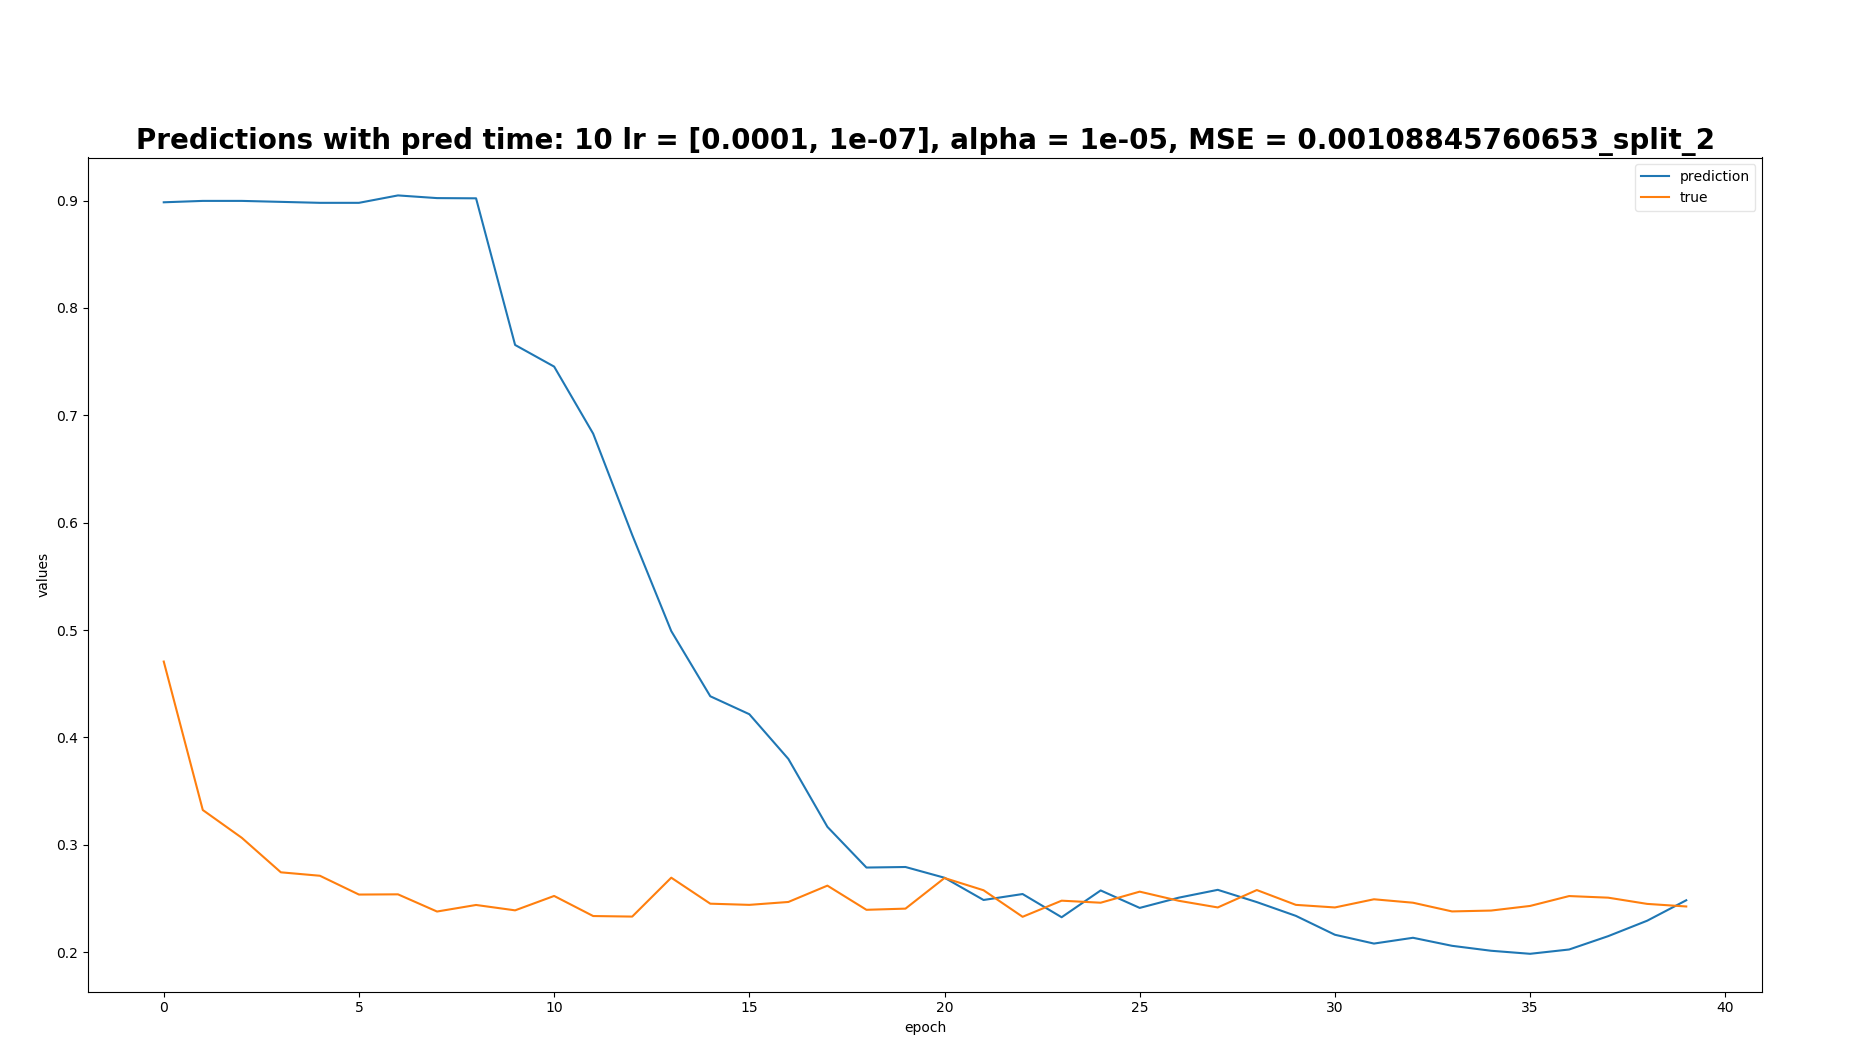 Predictions with pred time: 10 lr = [0.0001, 1e-07], alpha = 1e-05, MSE = 0.00108845760653_split_2
prediction
true
0.9
0.8
0.7
0.6
0.5
0.4
0.3
0.2
values
0 5 10 15 20 25 30 35 40
epoch